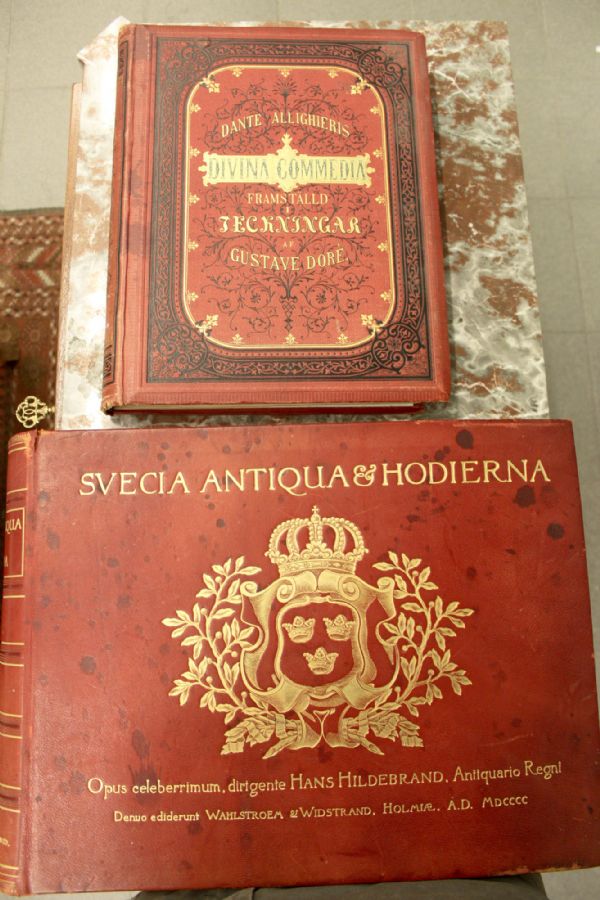 DANTE ALLIGHIERIS
DIVINA COMMEDIA
FRAMSTÄLLD
I
TECKNINGAR
AF
GUSTAVE DORÉ.
SVECIA ANTIQUA & HODIERNA
Opus celeberrimum, dirigente HANS HILDEBRAND, Antiquario Regni
Denuo ediderunt WAHLSTROEM & WIDSTRAND, HOLMIÆ, A.D. MDCCCC